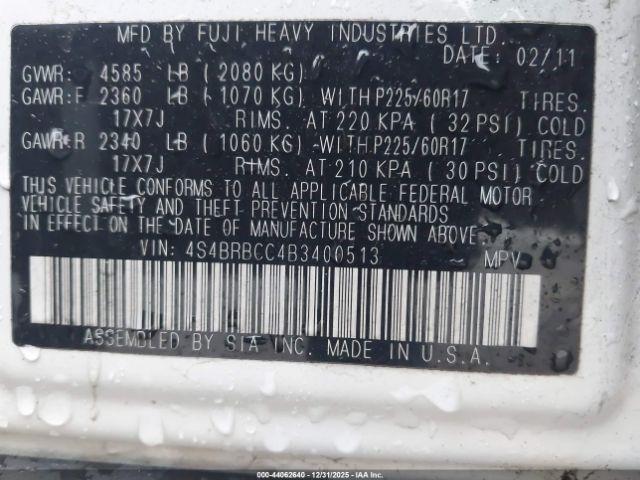 MFD BY FUJI HEAVY INDUSTRIES LTD.
DATE: 02/11
GVWR: 4585 LB ( 2080 KG)
GAWR:F 2360 LB ( 1070 KG) WITH P225/60R17 TIRES.
17X7J RIMS. AT 220 KPA ( 32 PSI) COLD
GAWR:R 2340 LB ( 1060 KG) WITH P225/60R17 TIRES.
17X7J RIMS. AT 210 KPA ( 30 PSI) COLD
THIS VEHICLE CONFORMS TO ALL APPLICABLE FEDERAL MOTOR
VEHICLE SAFETY AND THEFT PREVENTION STANDARDS
IN EFFECT ON THE DATE OF MANUFACTURE SHOWN ABOVE.
VIN: 4S4BRBCC4B3400513 MPV
ASSEMBLED BY SIA INC. MADE IN U.S.A.
000-44062640 - 12/31/2025 - IAAI.com